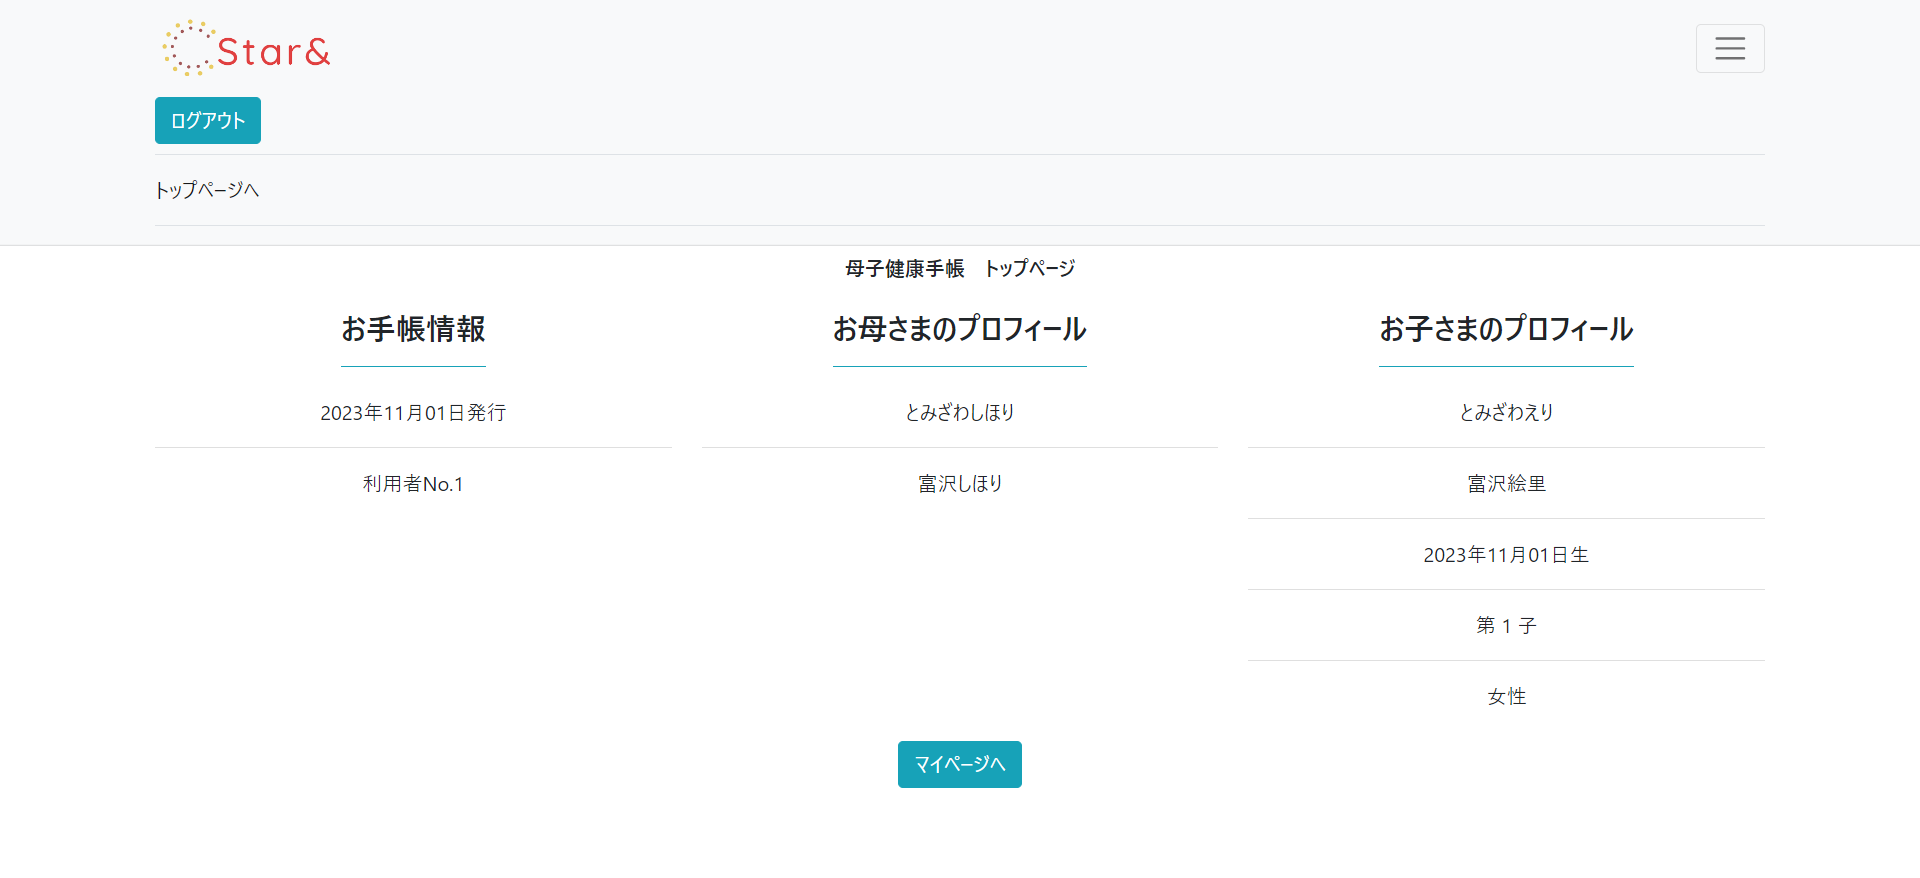 Star&
ログアウト
トップページへ
母子健康手帳　トップページ
お手帳情報
2023年11月01日発行
利用者No.1
お母さまのプロフィール
とみざわしほり
富沢しほり
お子さまのプロフィール
とみざわえり
富沢絵里
2023年11月01日生
第 1 子
女性
マイページへ